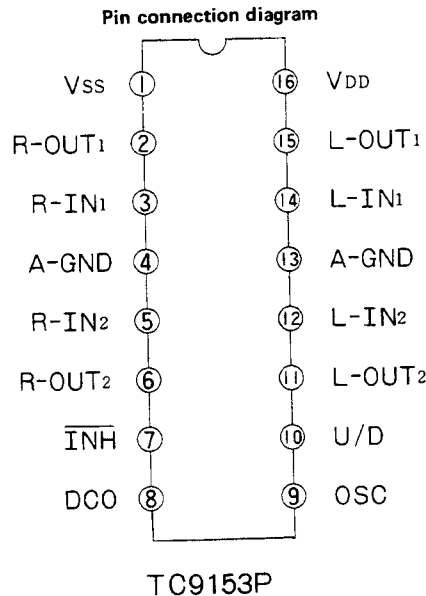 Pin connection diagram
VSS 1 16 VDD
R-OUT1 2 15 L-OUT1
R-IN1 3 14 L-IN1
A-GND 4 13 A-GND
R-IN2 5 12 L-IN2
R-OUT2 6 11 L-OUT2
INH 7 10 U/D
DCO 8 9 OSC
TC9153P